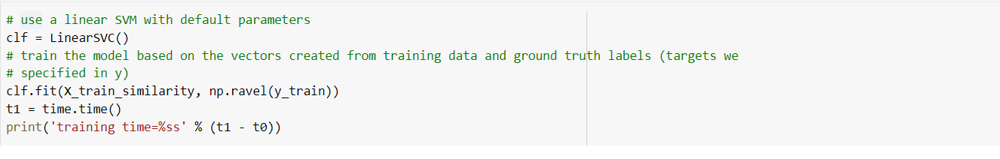 # use a linear SVM with default parameters
clf = LinearSVC()
# train the model based on the vectors created from training data and ground truth labels (targets we
# specified in y)
clf.fit(X_train_similarity, np.ravel(y_train))
t1 = time.time()
print('training time=%ss' % (t1 - t0))